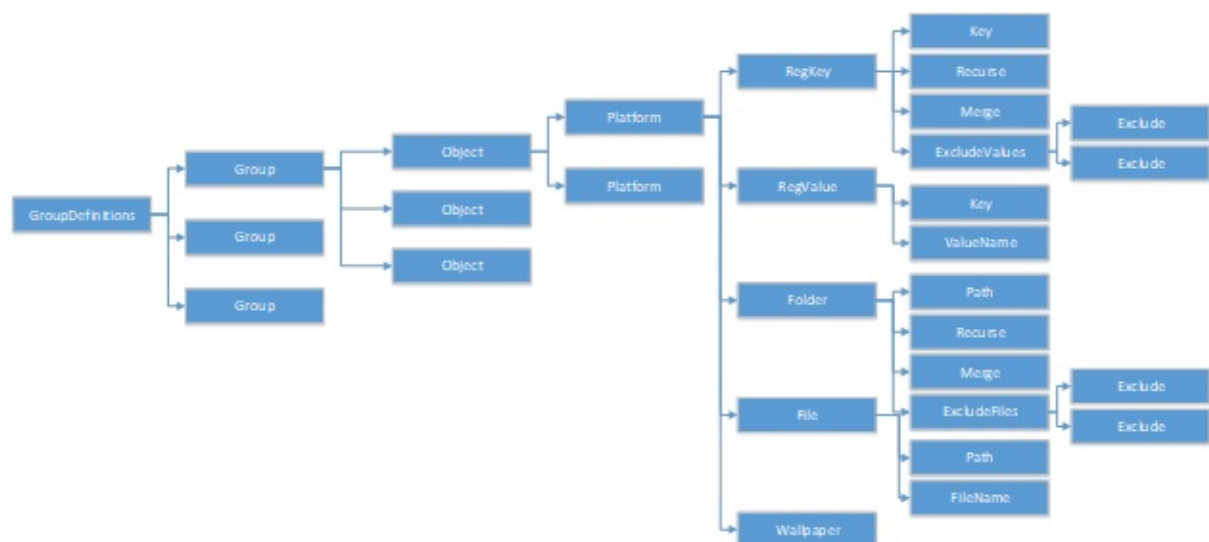 GroupDefinitions
Group
Group
Group
Object
Object
Object
Platform
Platform
RegKey
RegValue
Folder
File
Wallpaper
Key
Recurse
Merge
ExcludeValues
Key
ValueName
Path
Recurse
Merge
ExcludeFiles
Path
FileName
Exclude
Exclude
Exclude
Exclude